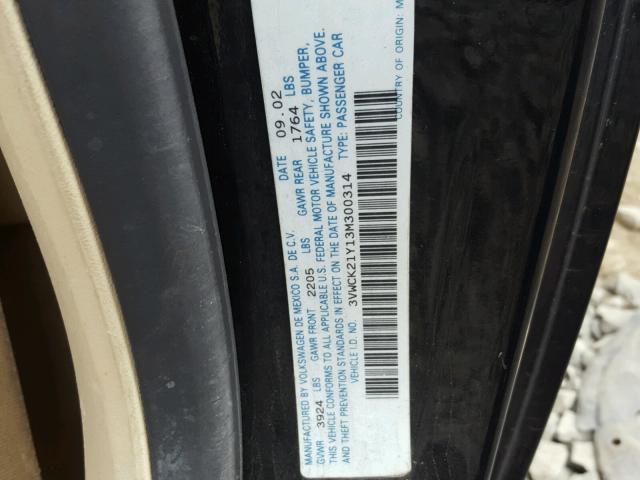 MANUFACTURED BY VOLKSWAGEN DE MEXICO S.A. DE C.V. DATE 09.02
GVWR 3924 LBS GAWR FRONT 2205 LBS GAWR REAR 1764 LBS
THIS VEHICLE CONFORMS TO ALL APPLICABLE U.S. FEDERAL MOTOR VEHICLE SAFETY, BUMPER,
AND THEFT PREVENTION STANDARDS IN EFFECT ON THE DATE OF MANUFACTURE SHOWN ABOVE.
VEHICLE I.D. NO. 3VWCK21Y13M300314 TYPE: PASSENGER CAR
COUNTRY OF ORIGIN: M